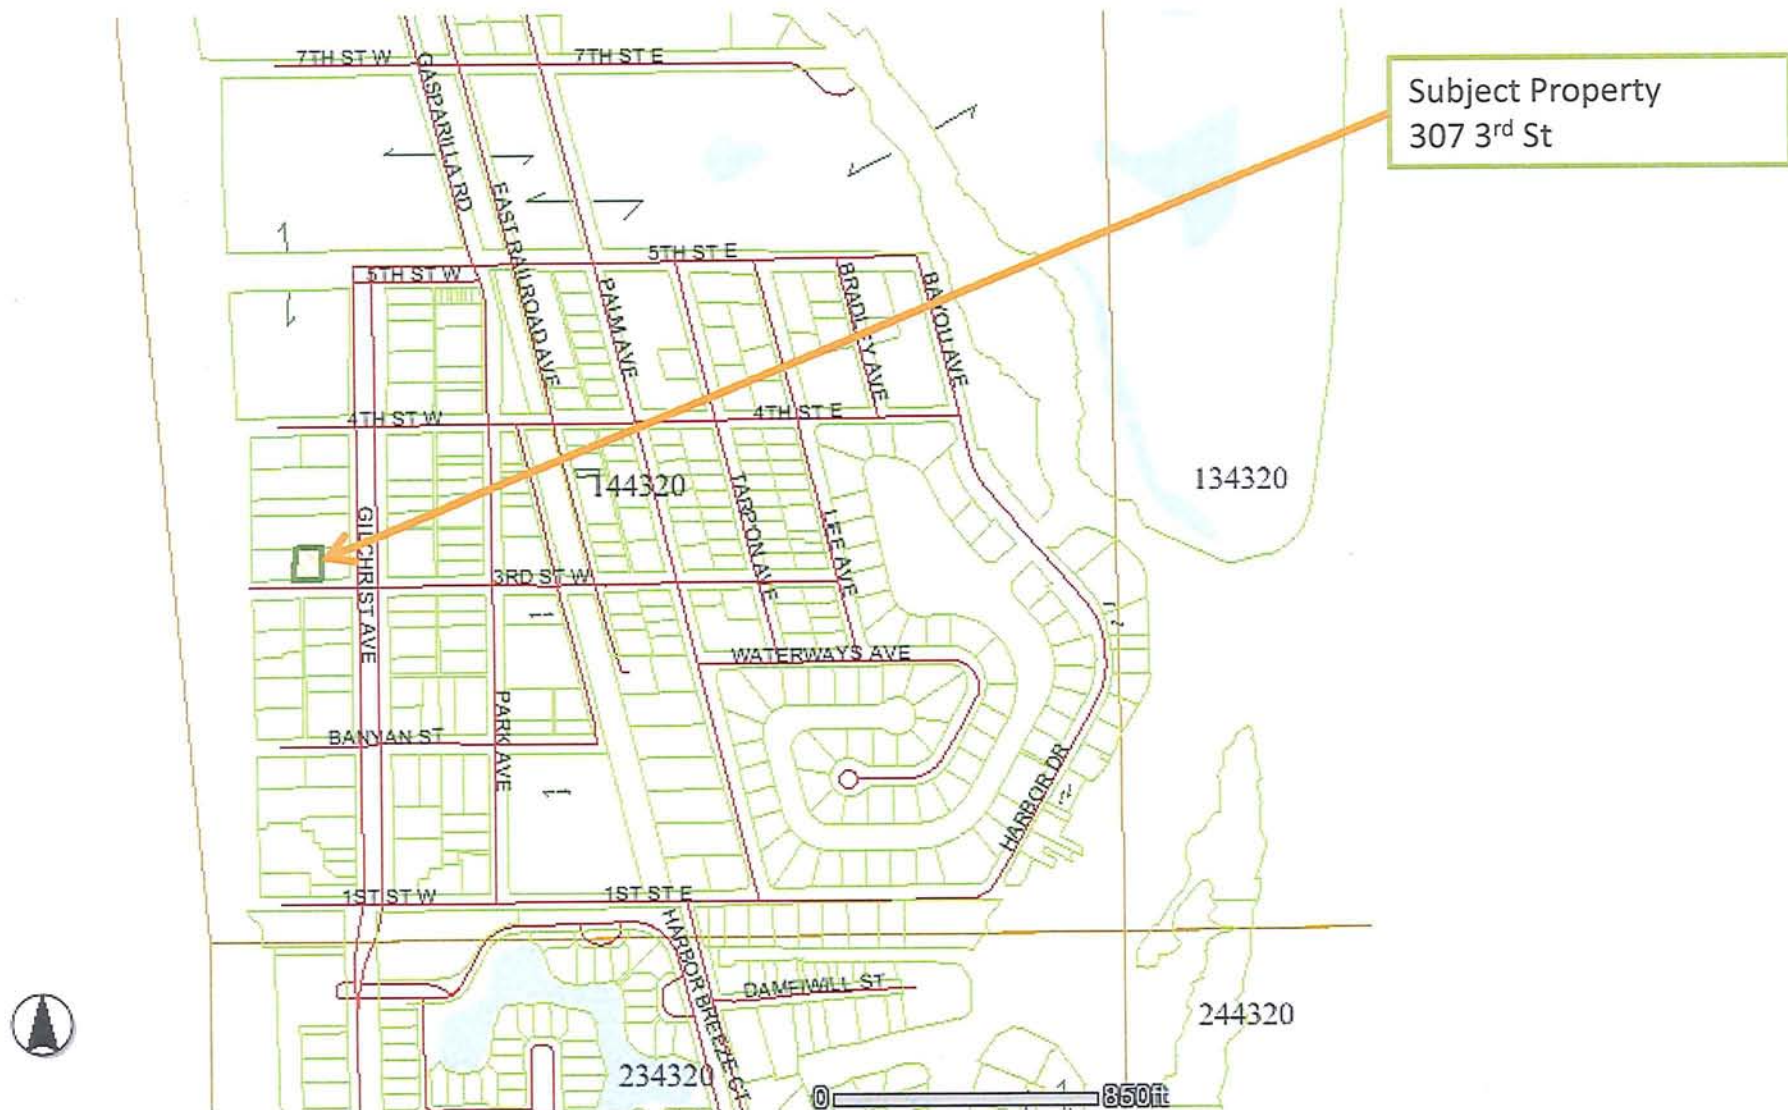 7TH ST W
7TH ST E
Subject Property
307 3rd St
GASPARILLA RD
EAST RAILROAD AVE
5TH ST E
5TH ST W
PALM AVE
BRADLEY AVE
BAYOU AVE
4TH ST W
4TH ST E
144320
134320
TARPON AVE
LEE AVE
GILCHRIST AVE
3RD ST W
WATERWAYS AVE
PARK AVE
BANYAN ST
HARBOR DR
1ST ST W
1ST ST E
HARBOR BREEZE CT
DAMFIWILL ST
244320
234320
0
850ft